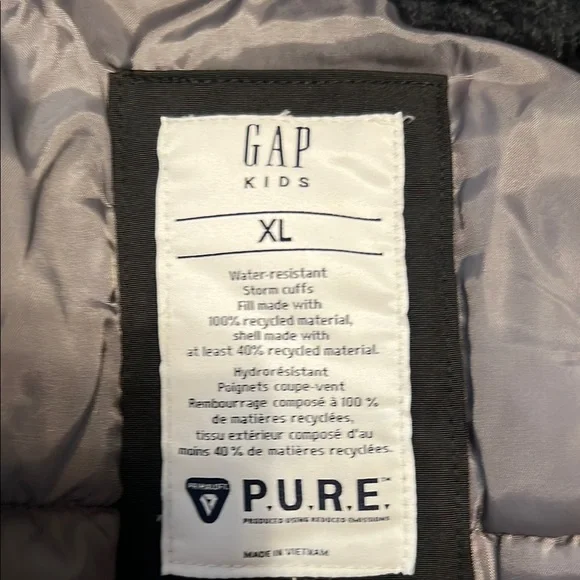 GAP
KIDS
XL
Water-resistant
Storm cuffs
Fill made with
100% recycled material,
shell made with
at least 40% recycled material.
Hydrorésistant
Poignets coupe-vent
Rembourrage composé à 100 %
de matières recyclées,
tissu extérieur composé d'au
moins 40 % de matières recyclées.
PRIMALOFT
P.U.R.E.™
PRODUCED USING REDUCED EMISSIONS
MADE IN VIETNAM